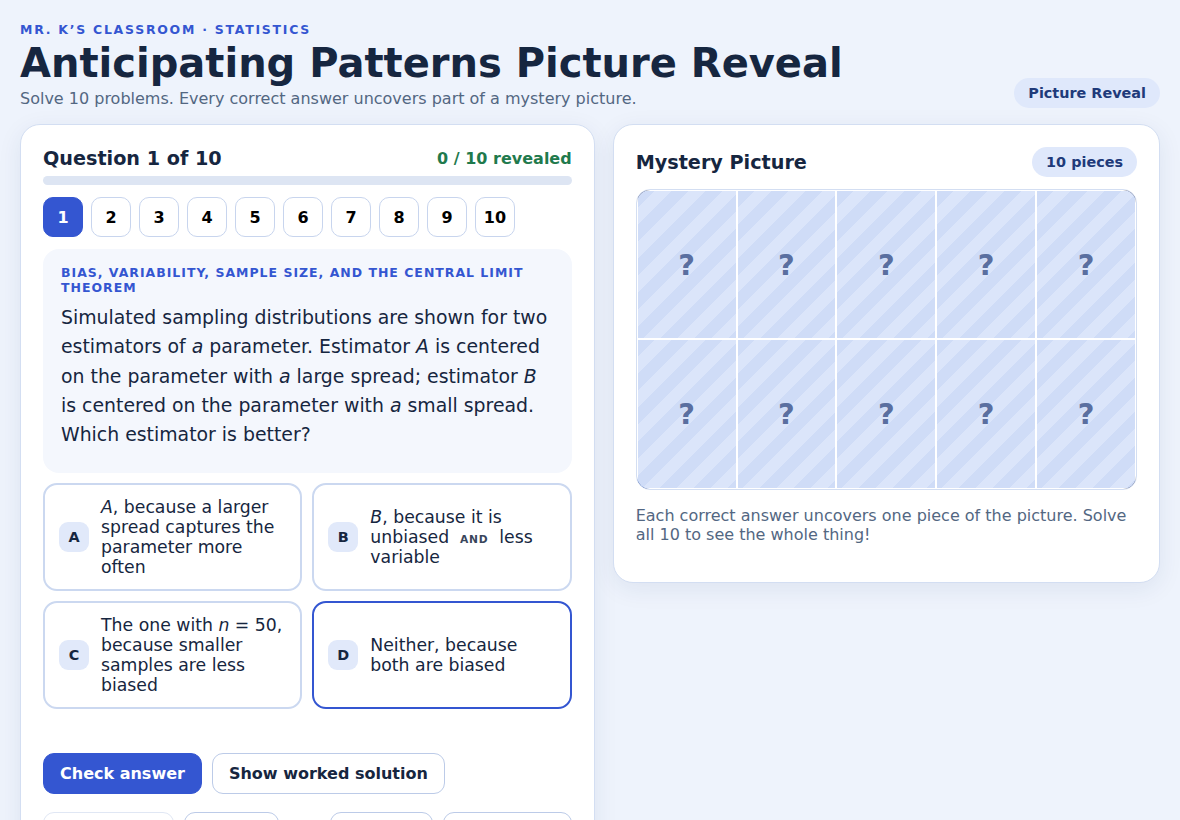 MR. K'S CLASSROOM · STATISTICS
Anticipating Patterns Picture Reveal
Solve 10 problems. Every correct answer uncovers part of a mystery picture.
Picture Reveal
Question 1 of 10
0 / 10 revealed
1 2 3 4 5 6 7 8 9 10
BIAS, VARIABILITY, SAMPLE SIZE, AND THE CENTRAL LIMIT
THEOREM
Simulated sampling distributions are shown for two
estimators of a parameter. Estimator A is centered
on the parameter with a large spread; estimator B
is centered on the parameter with a small spread.
Which estimator is better?
A
A, because a larger
spread captures the
parameter more
often
B
B, because it is
unbiased AND less
variable
C
The one with n = 50,
because smaller
samples are less
biased
D
Neither, because
both are biased
Check answer
Show worked solution
Mystery Picture
10 pieces
? ? ? ? ?
? ? ? ? ?
Each correct answer uncovers one piece of the picture. Solve
all 10 to see the whole thing!